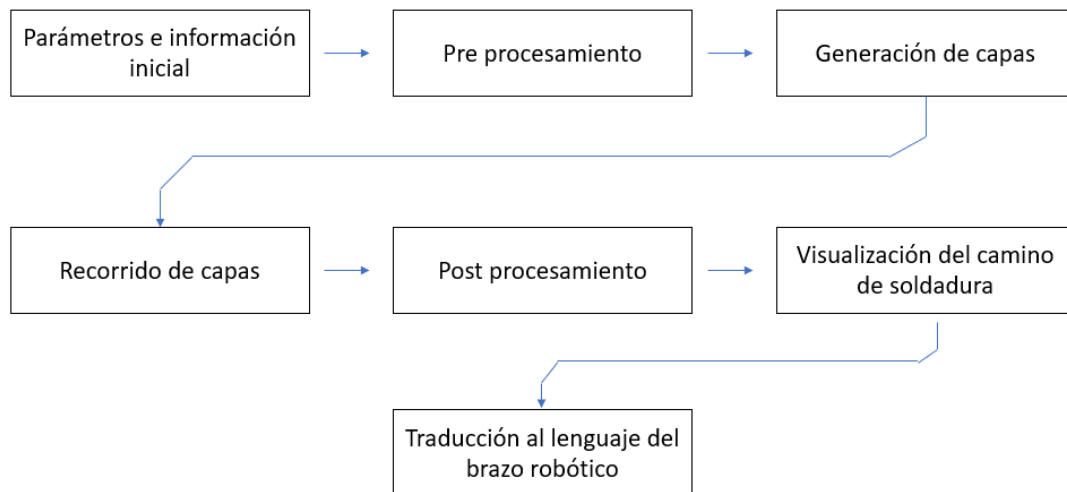 Parámetros e información
inicial
Pre procesamiento
Generación de capas
Recorrido de capas
Post procesamiento
Visualización del camino
de soldadura
Traducción al lenguaje del
brazo robótico